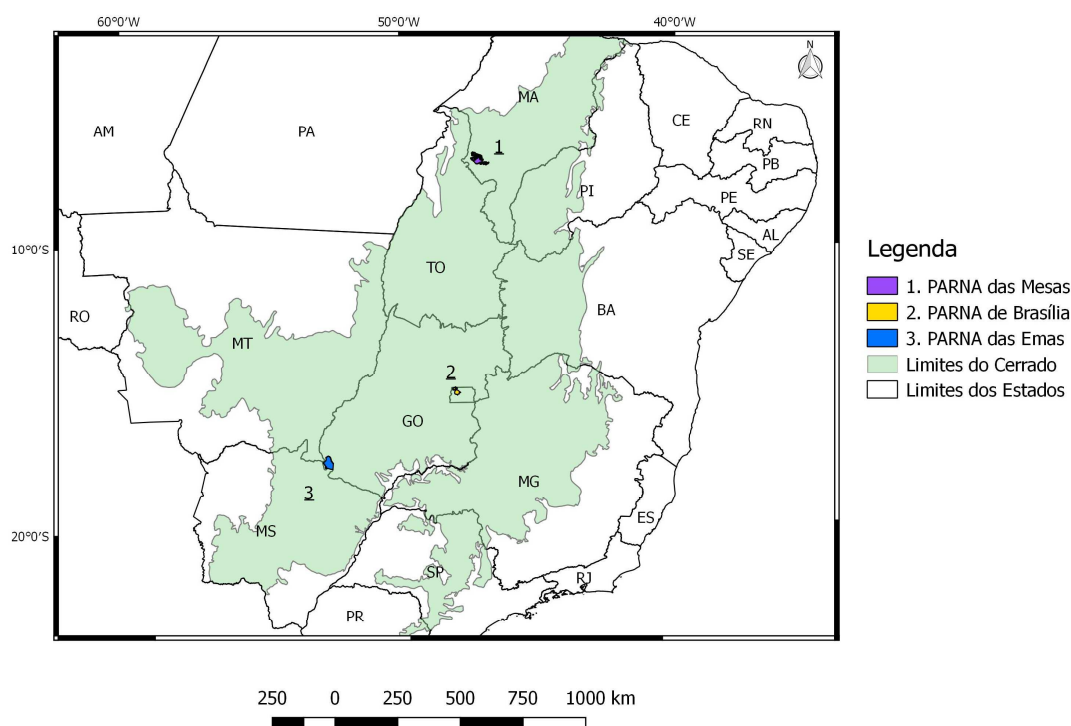 60°0'W 50°0'W 40°0'W
N
MA
AM PA CE RN
1
PB
PI
PE
AL
10°0'S
SE
TO
Legenda
1. PARNA das Mesas
RO BA 2. PARNA de Brasília
MT 3. PARNA das Emas
Limites do Cerrado
2
Limites dos Estados
GO
MG
3
ES
MS
20°0'S
SP RJ
PR
250 0 250 500 750 1000 km